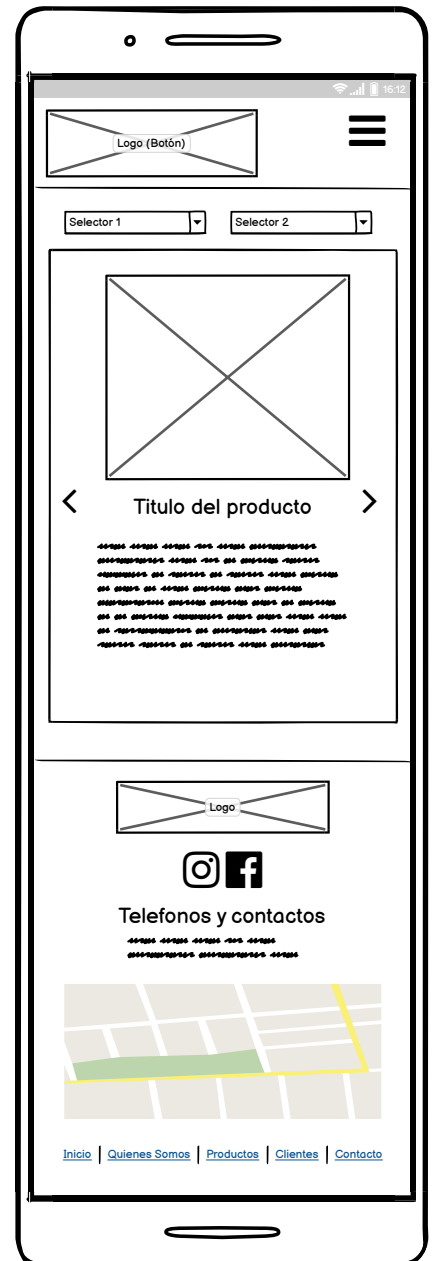 16:12
Logo (Botón)
Selector 1
Selector 2
Titulo del producto
Logo
Telefonos y contactos
Inicio | Quienes Somos | Productos | Clientes | Contacto